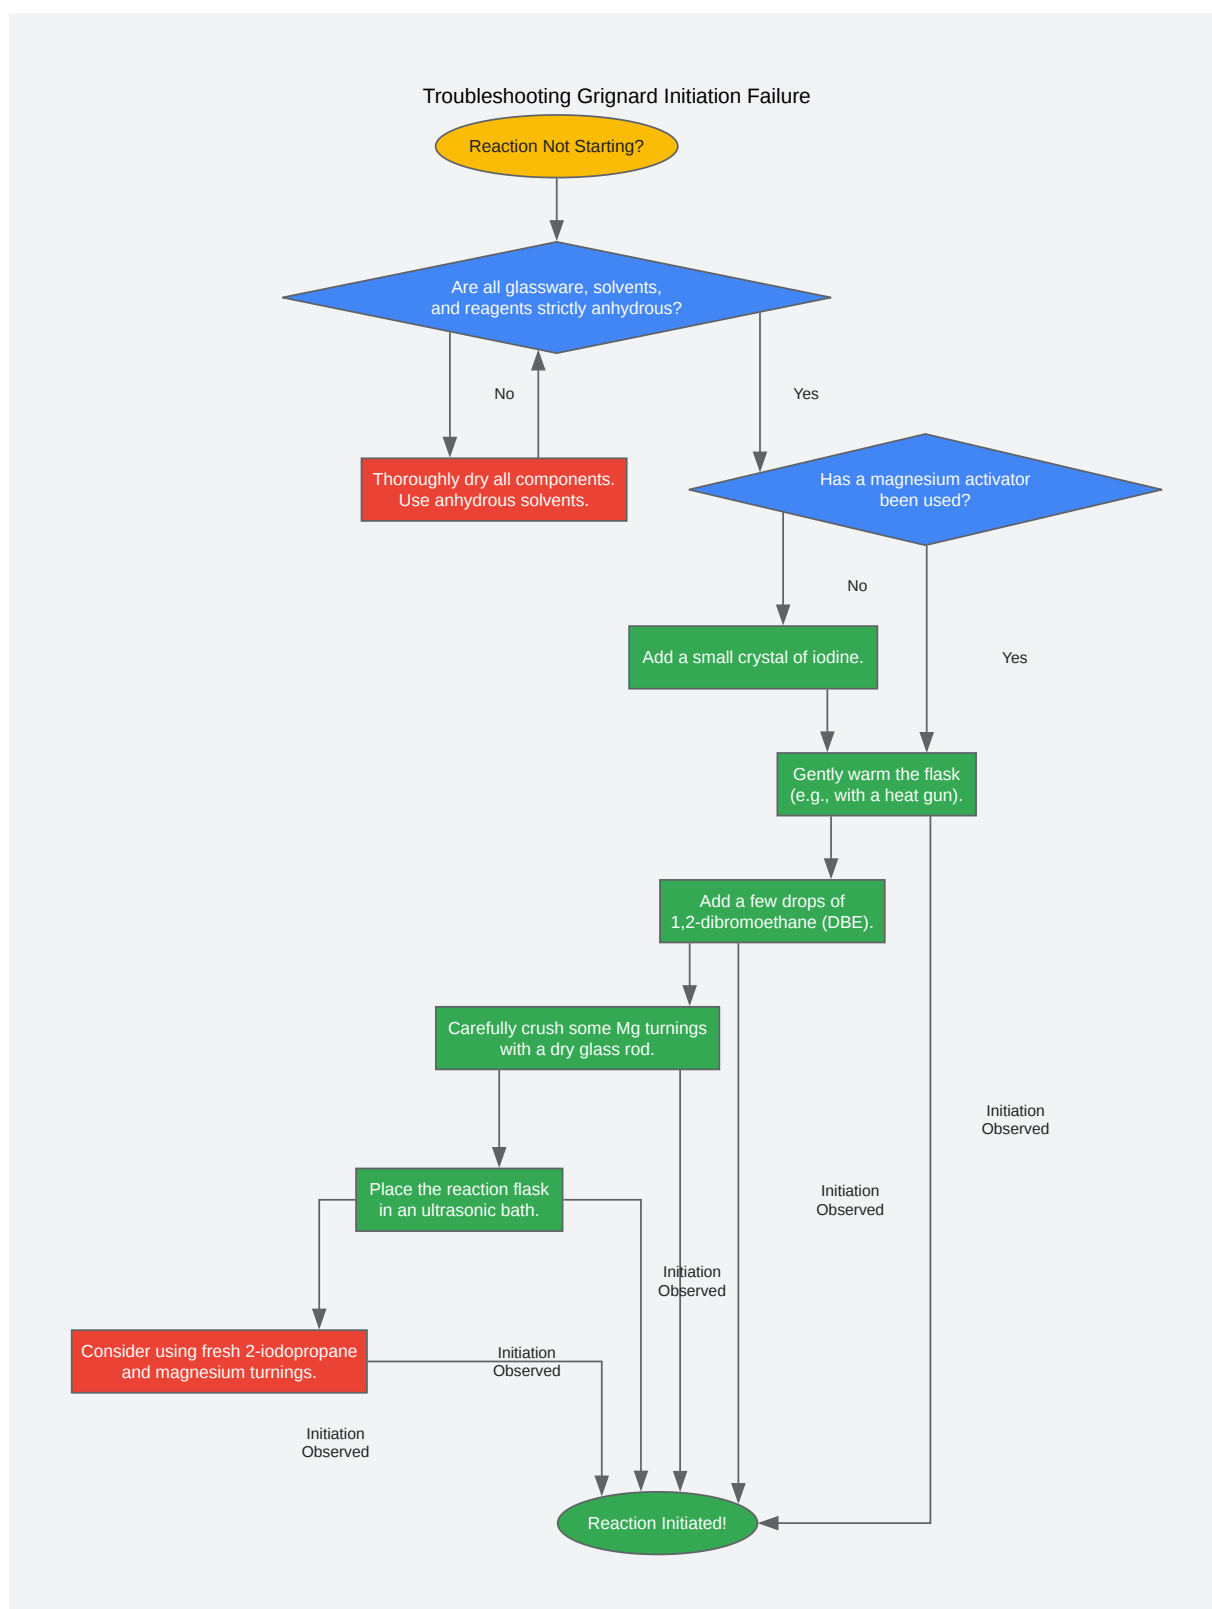 Troubleshooting Grignard Initiation Failure
Reaction Not Starting?
Are all glassware, solvents,
and reagents strictly anhydrous?
No
Yes
Thoroughly dry all components.
Use anhydrous solvents.
Has a magnesium activator
been used?
No
Add a small crystal of iodine.
Yes
Gently warm the flask
(e.g., with a heat gun).
Add a few drops of
1,2-dibromoethane (DBE).
Carefully crush some Mg turnings
with a dry glass rod.
Initiation
Observed
Place the reaction flask
in an ultrasonic bath.
Initiation
Observed
Initiation
Observed
Consider using fresh 2-iodopropane
and magnesium turnings.
Initiation
Observed
Initiation
Observed
Reaction Initiated!